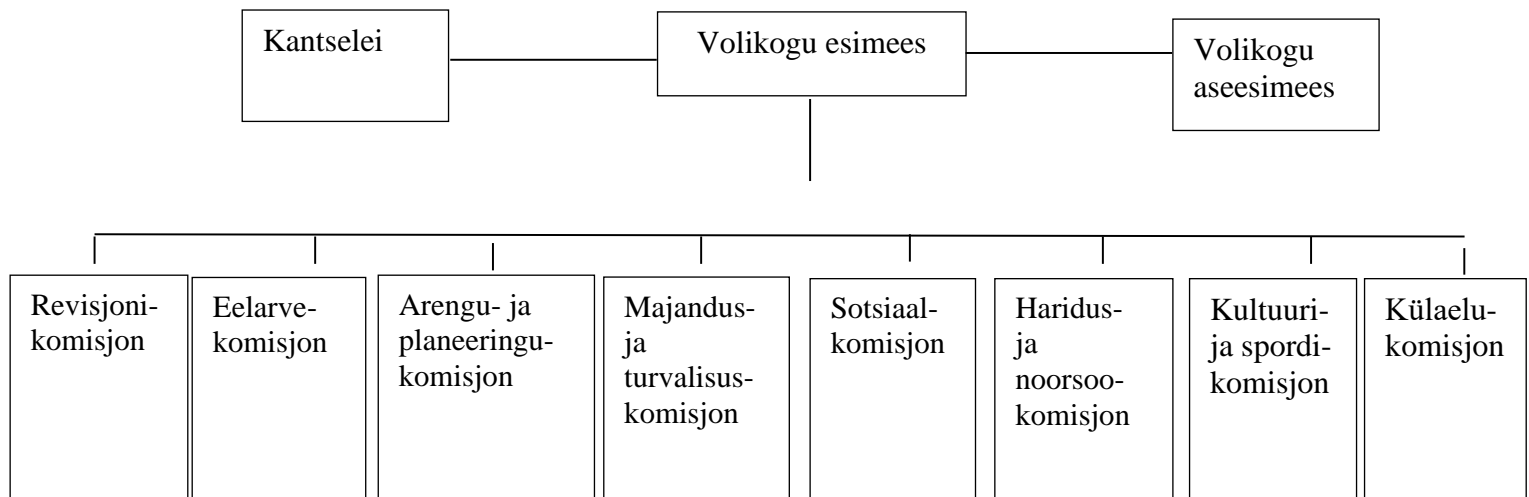 Kantselei
Volikogu esimees
Volikogu
aseesimees
Revisjoni-
komisjon
Eelarve-
komisjon
Arengu- ja
planeeringu-
komisjon
Majandus-
ja
turvalisus-
komisjon
Sotsiaal-
komisjon
Haridus-
ja
noorsoo-
komisjon
Kultuuri-
ja spordi-
komisjon
Külaelu-
komisjon